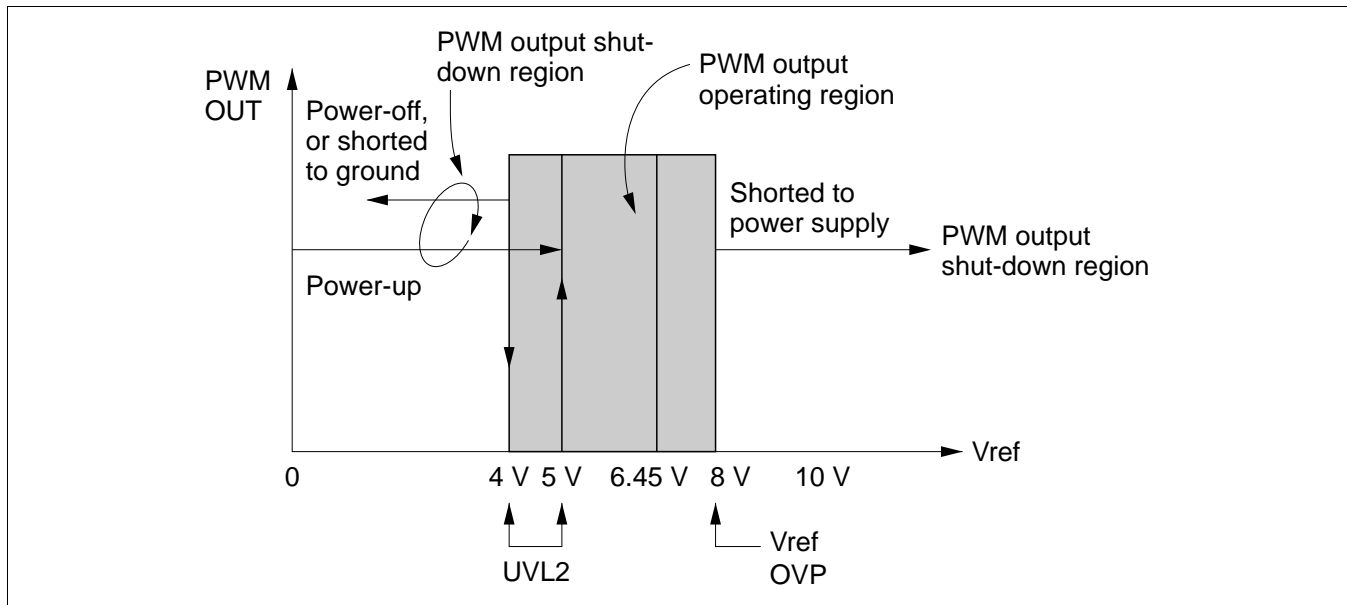 PWM output shut-
down region
PWM output
operating region
PWM
OUT
Power-off,
or shorted
to ground
Shorted to
power supply
PWM output
shut-down region
Power-up
Vref
0
4 V
5 V
6.45 V
8 V
10 V
UVL2
Vref
OVP